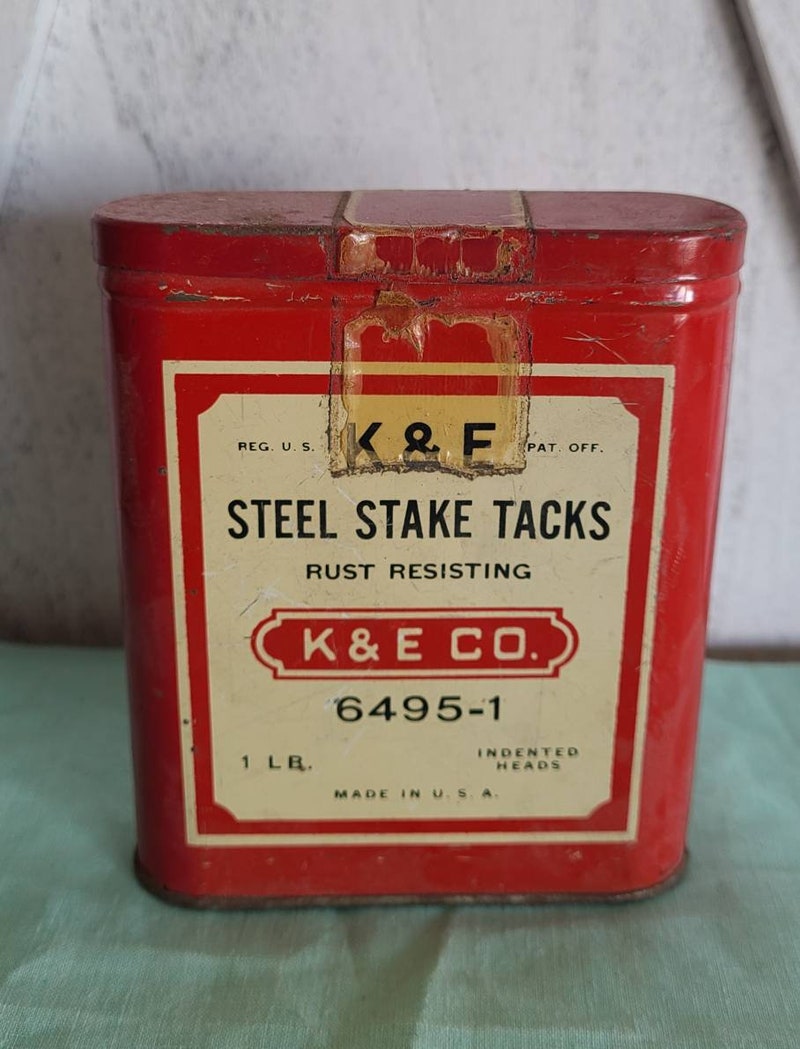 REG. U. S. K & E PAT. OFF.
STEEL STAKE TACKS
RUST RESISTING
K & E CO.
6495-1
1 LB.
INDENTED
HEADS
MADE IN U. S. A.